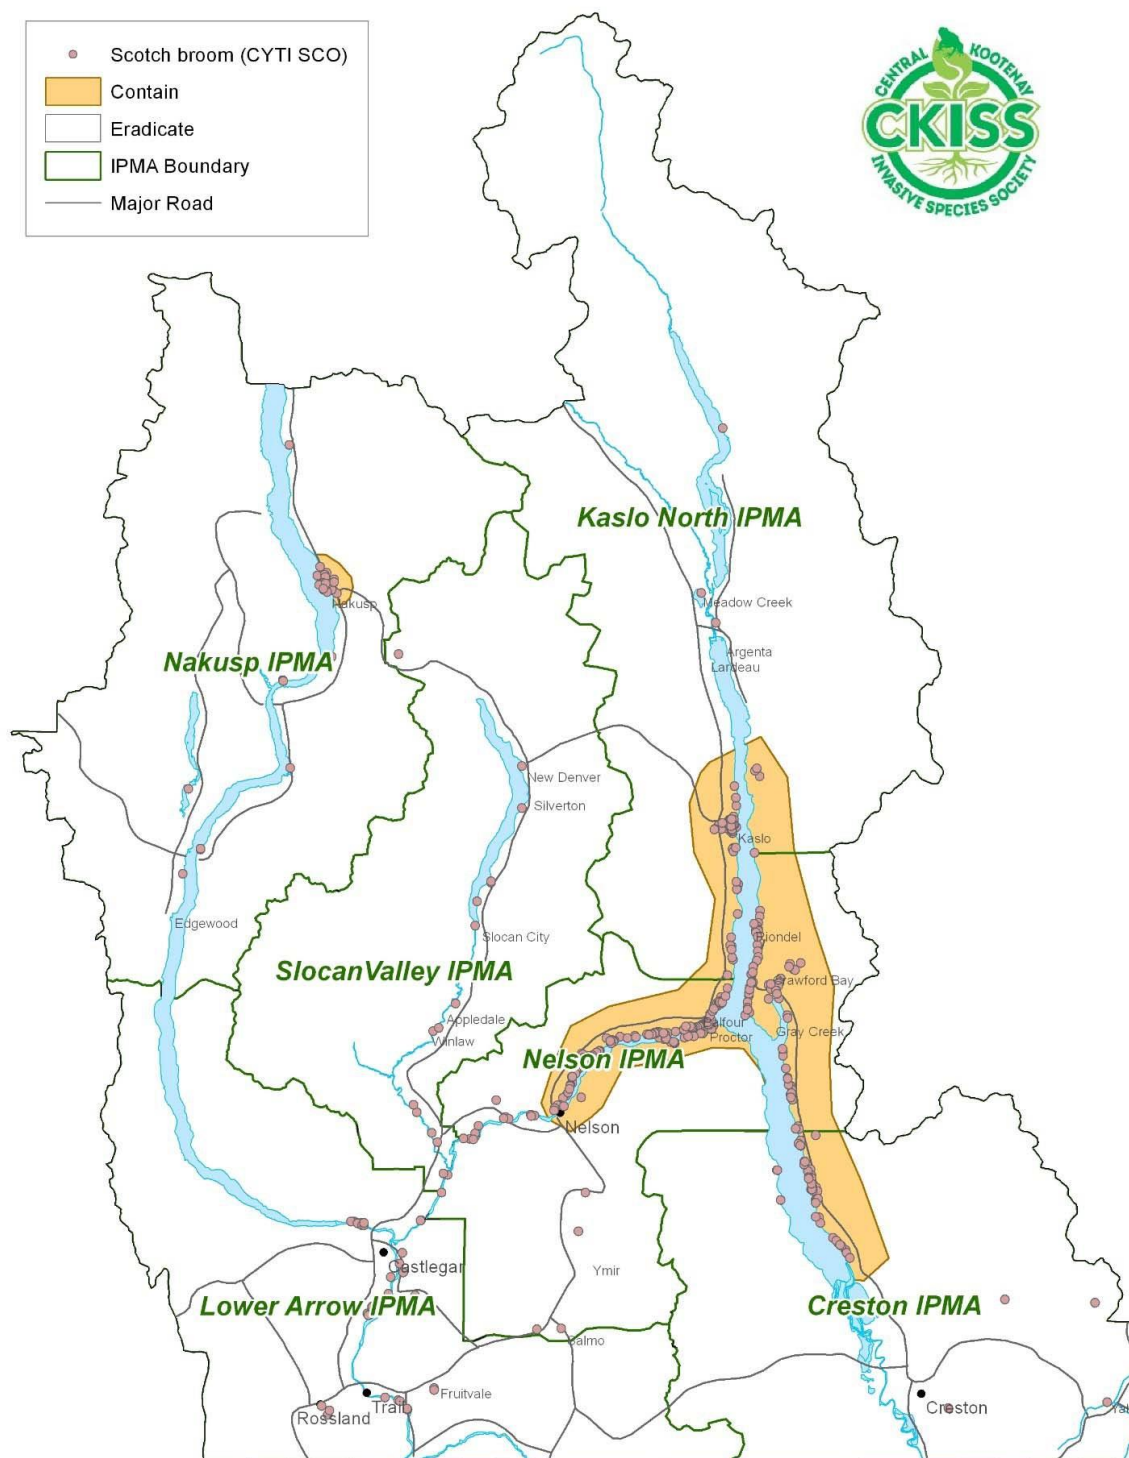 Scotch broom (CYTI SCO)
Contain
Eradicate
IPMA Boundary
Major Road
CENTRAL KOOTENAY
CKISS
INVASIVE SPECIES SOCIETY
Kaslo North IPMA
Nakusp
Meadow Creek
Argenta
Lardeau
Nakusp IPMA
New Denver
Silverton
Kaslo
Edgewood
Slocan City
Riondel
SlocanValley IPMA
Crawford Bay
Appledale
Winlaw
Balfour
Proctor
Gray Creek
Nelson IPMA
Nelson
Castlegar
Ymir
Lower Arrow IPMA
Creston IPMA
Salmo
Fruitvale
Trail
Rossland
Creston